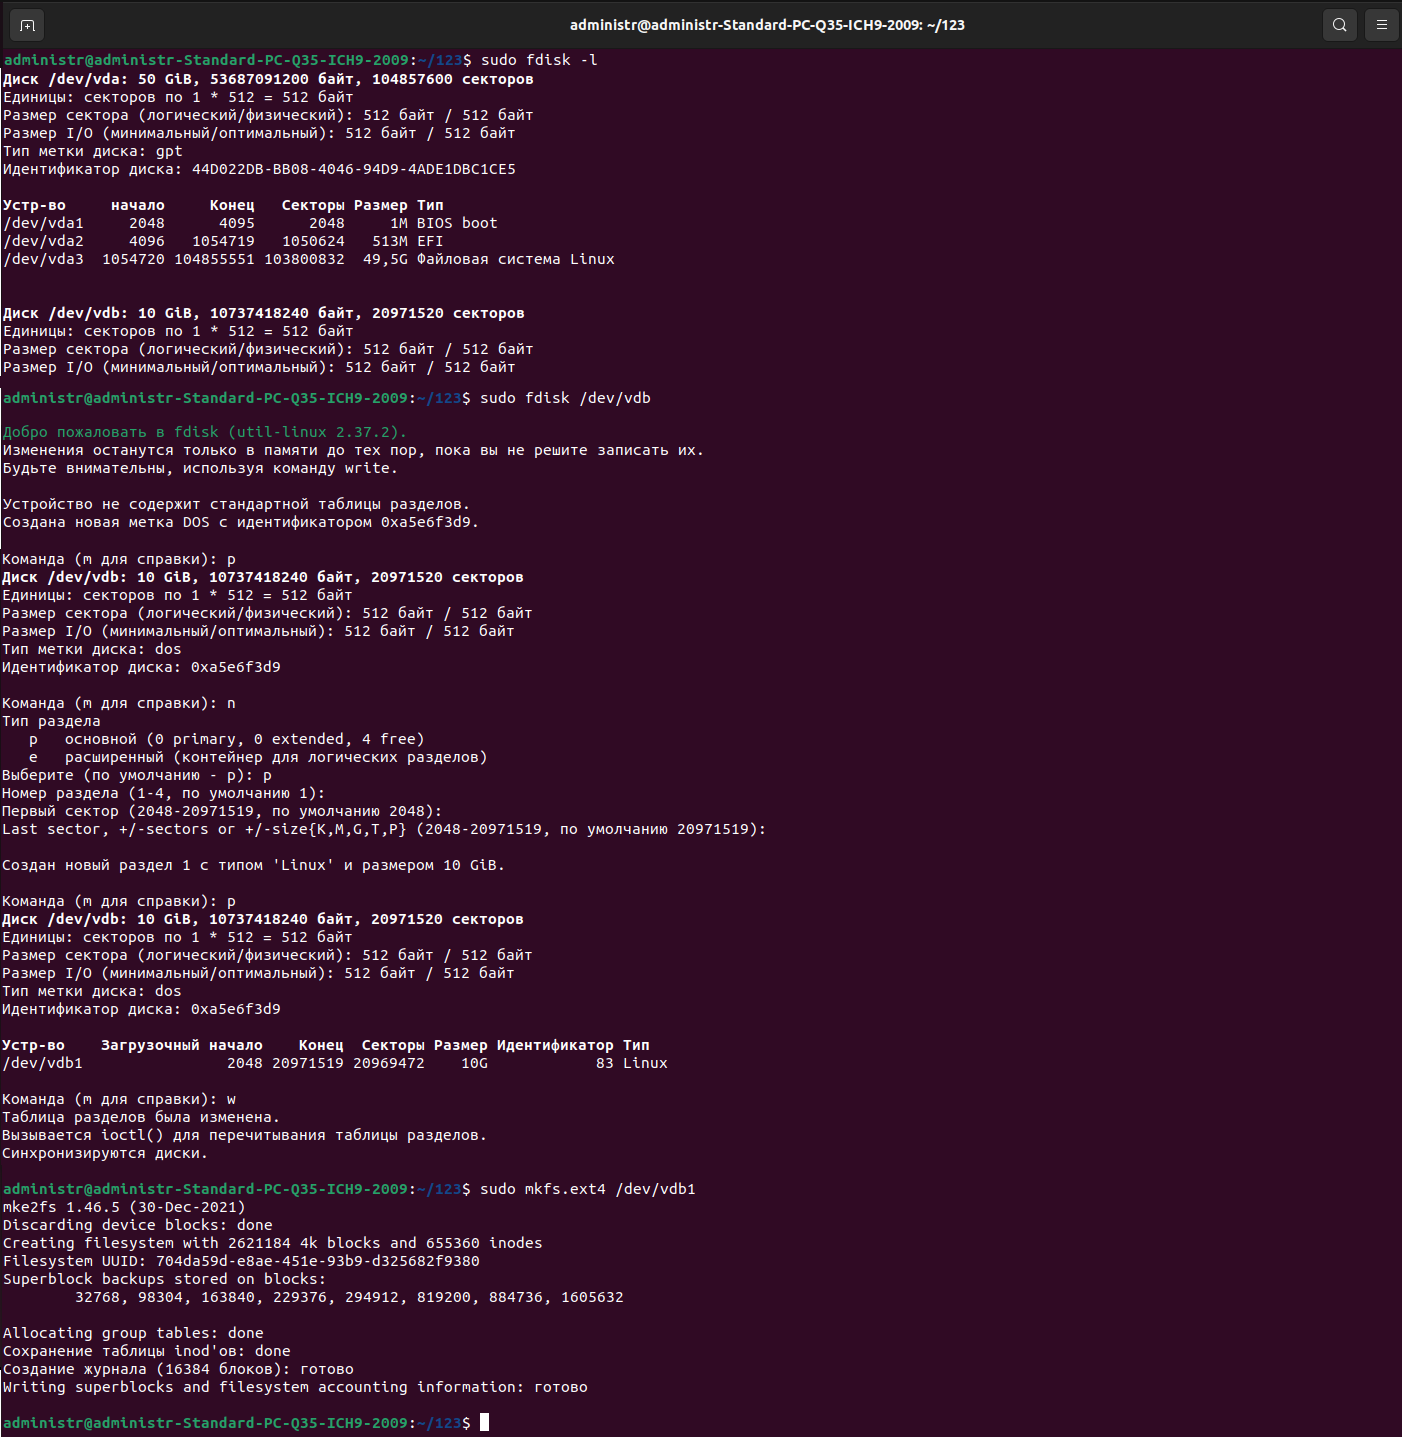 administr@administr-Standard-PC-Q35-ICH9-2009: ~/123
administr@administr-Standard-PC-Q35-ICH9-2009:~/123$ sudo fdisk -l
Диск /dev/vda: 50 GiB, 53687091200 байт, 104857600 секторов
Единицы: секторов по 1 * 512 = 512 байт
Размер сектора (логический/физический): 512 байт / 512 байт
Размер I/O (минимальный/оптимальный): 512 байт / 512 байт
Тип метки диска: gpt
Идентификатор диска: 44D022DB-BB08-4046-94D9-4ADE1DBC1CE5
Устр-во     начало     Конец   Секторы Размер Тип
/dev/vda1     2048      4095      2048     1M BIOS boot
/dev/vda2     4096   1054719   1050624   513M EFI
/dev/vda3  1054720 104855551 103800832  49,5G Файловая система Linux
Диск /dev/vdb: 10 GiB, 10737418240 байт, 20971520 секторов
Единицы: секторов по 1 * 512 = 512 байт
Размер сектора (логический/физический): 512 байт / 512 байт
Размер I/O (минимальный/оптимальный): 512 байт / 512 байт
administr@administr-Standard-PC-Q35-ICH9-2009:~/123$ sudo fdisk /dev/vdb
Добро пожаловать в fdisk (util-linux 2.37.2).
Изменения останутся только в памяти до тех пор, пока вы не решите записать их.
Будьте внимательны, используя команду write.
Устройство не содержит стандартной таблицы разделов.
Создана новая метка DOS с идентификатором 0xa5e6f3d9.
Команда (m для справки): p
Диск /dev/vdb: 10 GiB, 10737418240 байт, 20971520 секторов
Единицы: секторов по 1 * 512 = 512 байт
Размер сектора (логический/физический): 512 байт / 512 байт
Размер I/O (минимальный/оптимальный): 512 байт / 512 байт
Тип метки диска: dos
Идентификатор диска: 0xa5e6f3d9
Команда (m для справки): n
Тип раздела
   p   основной (0 primary, 0 extended, 4 free)
   e   расширенный (контейнер для логических разделов)
Выберите (по умолчанию - p): p
Номер раздела (1-4, по умолчанию 1):
Первый сектор (2048-20971519, по умолчанию 2048):
Last sector, +/-sectors or +/-size{K,M,G,T,P} (2048-20971519, по умолчанию 20971519):
Создан новый раздел 1 с типом 'Linux' и размером 10 GiB.
Команда (m для справки): p
Диск /dev/vdb: 10 GiB, 10737418240 байт, 20971520 секторов
Единицы: секторов по 1 * 512 = 512 байт
Размер сектора (логический/физический): 512 байт / 512 байт
Размер I/O (минимальный/оптимальный): 512 байт / 512 байт
Тип метки диска: dos
Идентификатор диска: 0xa5e6f3d9
Устр-во    Загрузочный начало    Конец  Секторы Размер Идентификатор Тип
/dev/vdb1                2048 20971519 20969472    10G            83 Linux
Команда (m для справки): w
Таблица разделов была изменена.
Вызывается ioctl() для перечитывания таблицы разделов.
Синхронизируются диски.
administr@administr-Standard-PC-Q35-ICH9-2009:~/123$ sudo mkfs.ext4 /dev/vdb1
mke2fs 1.46.5 (30-Dec-2021)
Discarding device blocks: done
Creating filesystem with 2621184 4k blocks and 655360 inodes
Filesystem UUID: 704da59d-e8ae-451e-93b9-d325682f9380
Superblock backups stored on blocks:
        32768, 98304, 163840, 229376, 294912, 819200, 884736, 1605632
Allocating group tables: done
Сохранение таблицы inod'ов: done
Создание журнала (16384 блоков): готово
Writing superblocks and filesystem accounting information: готово
administr@administr-Standard-PC-Q35-ICH9-2009:~/123$